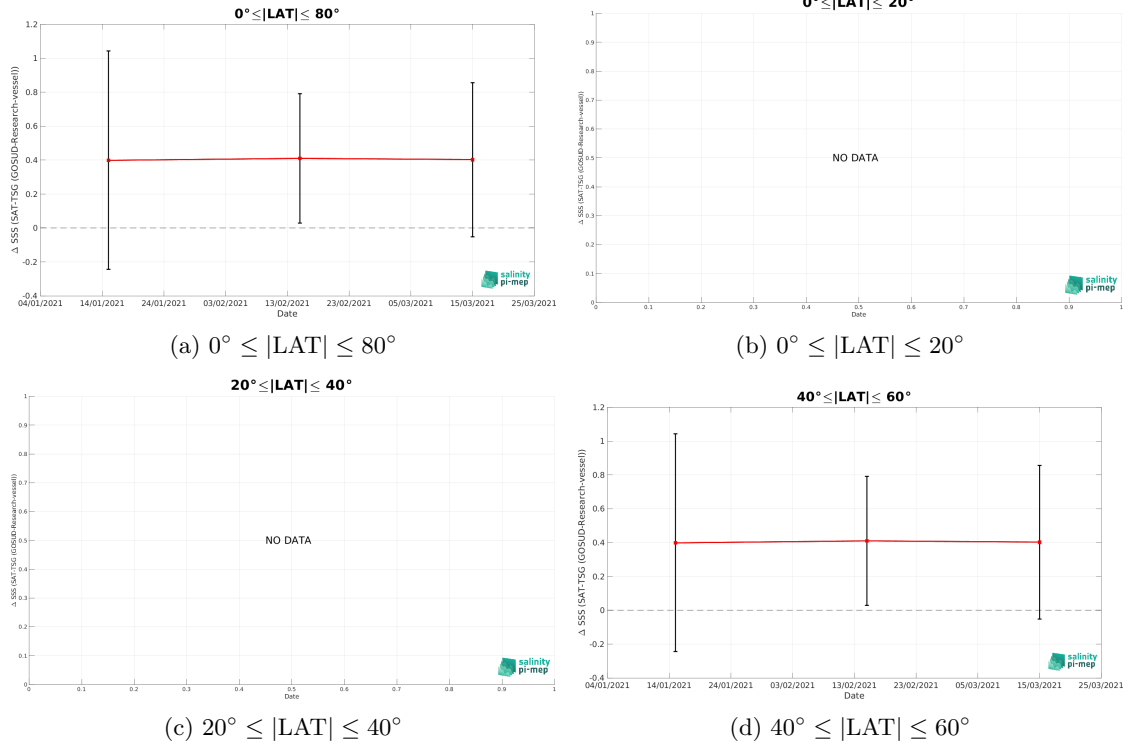 0°≤|LAT|≤ 80°
1.2
1
0.8
0.6
0.4
0.2
0
-0.2
-0.4
Δ SSS (SAT-TSG (GOSUD-Research-vessel))
04/01/2021 14/01/2021 24/01/2021 03/02/2021 13/02/2021 23/02/2021 05/03/2021 15/03/2021 25/03/2021
Date
salinity
pi-mep
(a) 0° ≤ |LAT| ≤ 80°
0°≤|LAT|≤ 20°
1
0.9
0.8
0.7
0.6
0.5
0.4
0.3
0.2
0.1
0
Δ SSS (SAT-TSG (GOSUD-Research-vessel))
NO DATA
0 0.1 0.2 0.3 0.4 0.5 0.6 0.7 0.8 0.9 1
Date
salinity
pi-mep
(b) 0° ≤ |LAT| ≤ 20°
20°≤|LAT|≤ 40°
1
0.9
0.8
0.7
0.6
0.5
0.4
0.3
0.2
0.1
0
Δ SSS (SAT-TSG (GOSUD-Research-vessel))
NO DATA
0 0.1 0.2 0.3 0.4 0.5 0.6 0.7 0.8 0.9 1
Date
salinity
pi-mep
(c) 20° ≤ |LAT| ≤ 40°
40°≤|LAT|≤ 60°
1.2
1
0.8
0.6
0.4
0.2
0
-0.2
-0.4
Δ SSS (SAT-TSG (GOSUD-Research-vessel))
04/01/2021 14/01/2021 24/01/2021 03/02/2021 13/02/2021 23/02/2021 05/03/2021 15/03/2021 25/03/2021
Date
salinity
pi-mep
(d) 40° ≤ |LAT| ≤ 60°